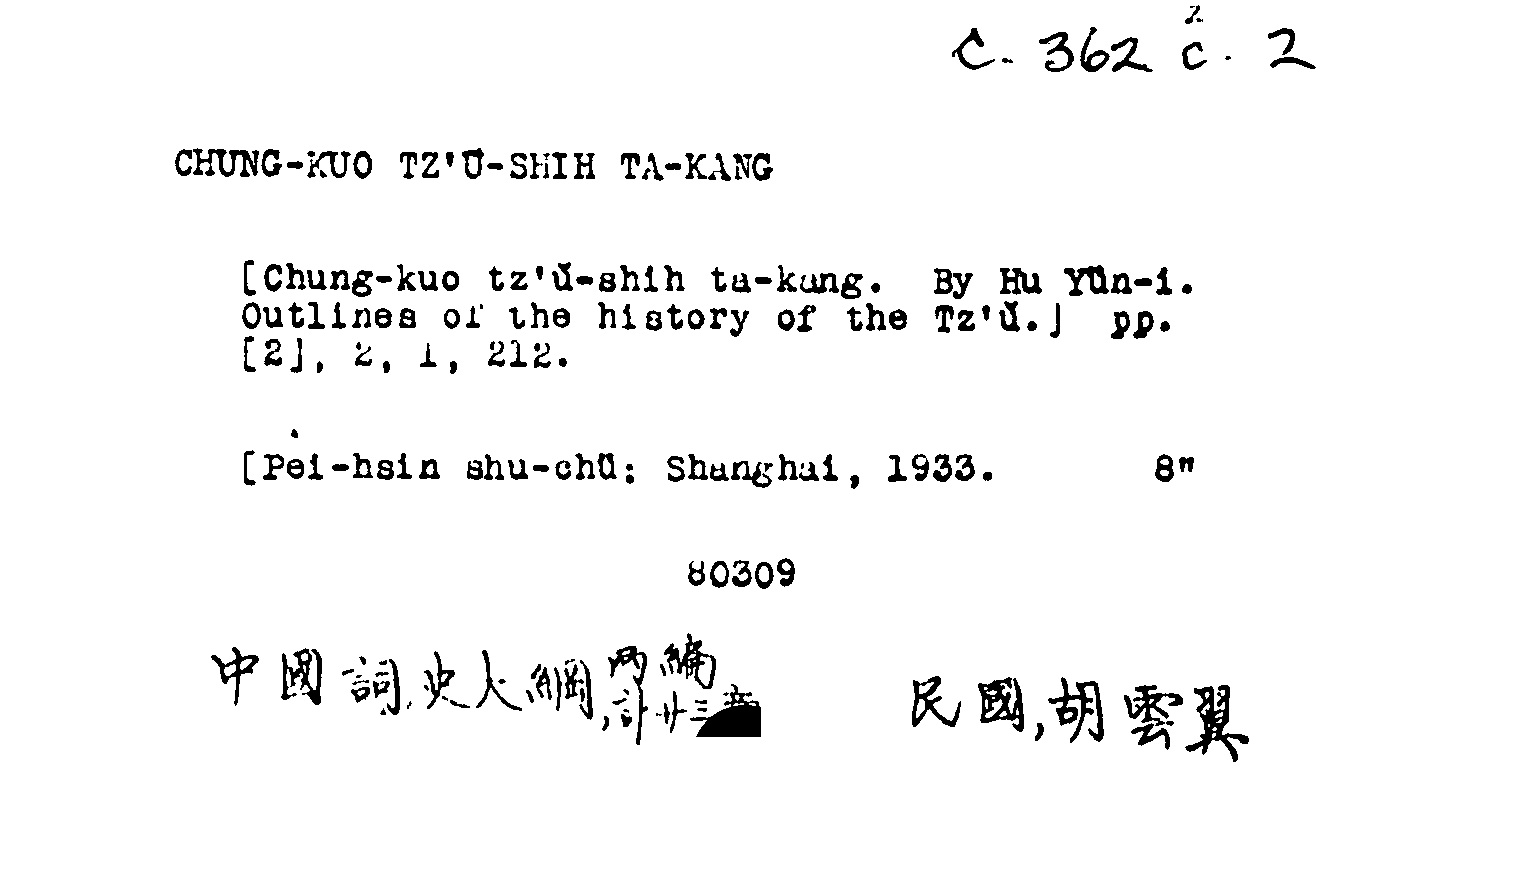 2
C. 362 c. 2
CHUNG-KUO TZ'Ŭ-SHIH TA-KANG
[Chung-kuo tz'ŭ-shih ta-kang. By Hu Yün-i.
Outlines of the history of the Tz'ŭ.] pp.
[2], 2, 1, 212.
[Pei-hsin shu-chü: Shanghai, 1933. 8"
80309
中國詞史大綱,兩編,計廿三章
民國,胡雲翼